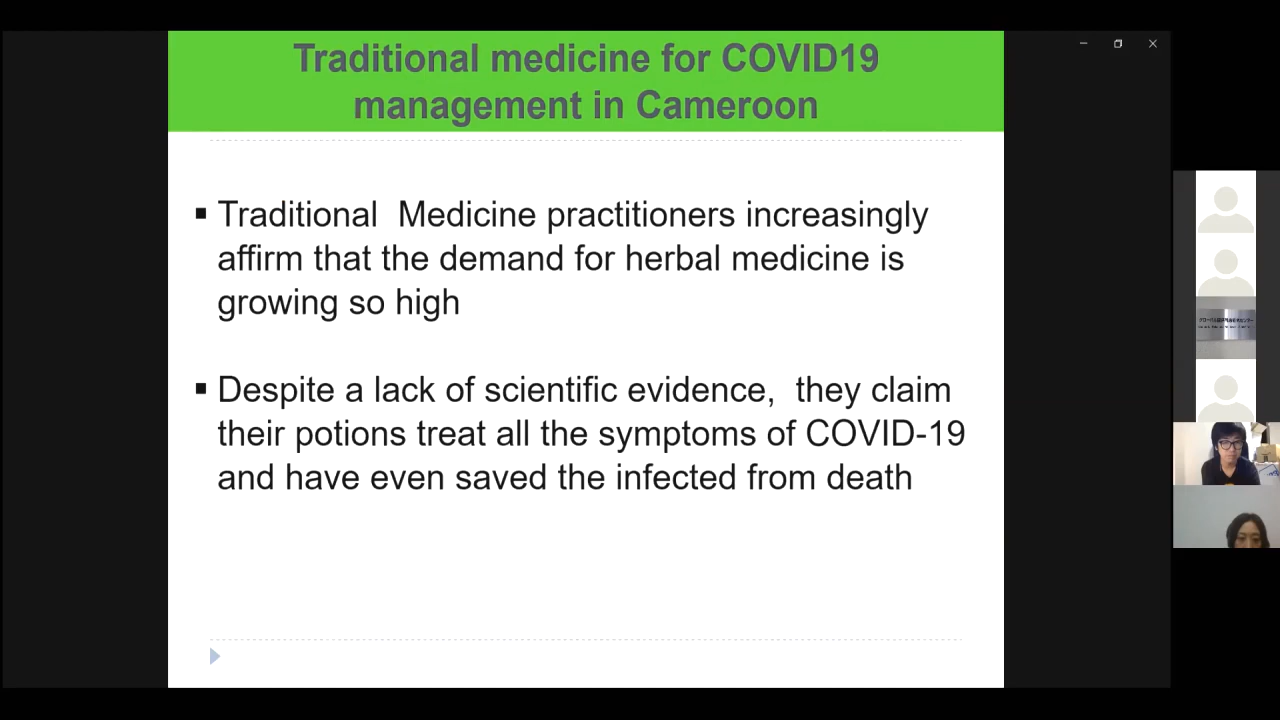 Traditional medicine for COVID19
management in Cameroon
▪ Traditional  Medicine practitioners increasingly
affirm that the demand for herbal medicine is
growing so high
▪ Despite a lack of scientific evidence,  they claim
their potions treat all the symptoms of COVID-19
and have even saved the infected from death